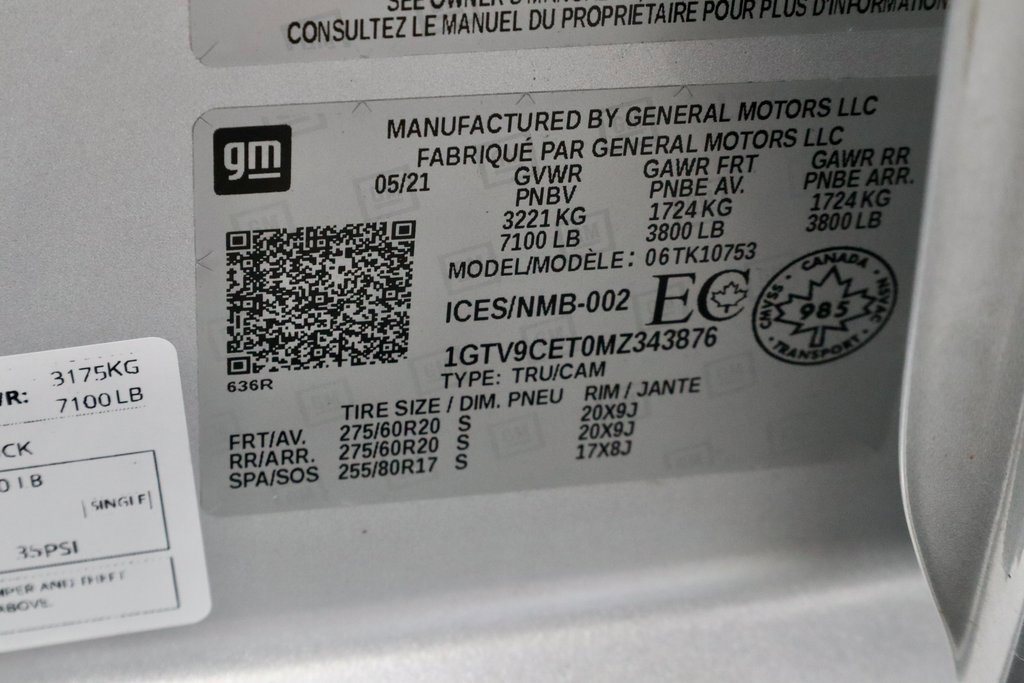 CONSULTEZ LE MANUEL DU PROPRIÉTAIRE POUR PLUS D'INFORMATION
gm
MANUFACTURED BY GENERAL MOTORS LLC
FABRIQUÉ PAR GENERAL MOTORS LLC
05/21 GVWR GAWR FRT GAWR RR
PNBV PNBE AV. PNBE ARR.
3221 KG 1724 KG 1724 KG
7100 LB 3800 LB 3800 LB
MODEL/MODÈLE: 06TK10753
ICES/NMB-002 EC
CANADA
CMVSS 985 NSVAC
TRANSPORT
1GTV9CET0MZ343876
636R
TYPE: TRU/CAM
TIRE SIZE / DIM. PNEU RIM / JANTE
FRT/AV. 275/60R20 S 20X9J
RR/ARR. 275/60R20 S 20X9J
SPA/SOS 255/80R17 S 17X8J
3175KG
7100LB
SINGLE
35PSI
ABOVE.